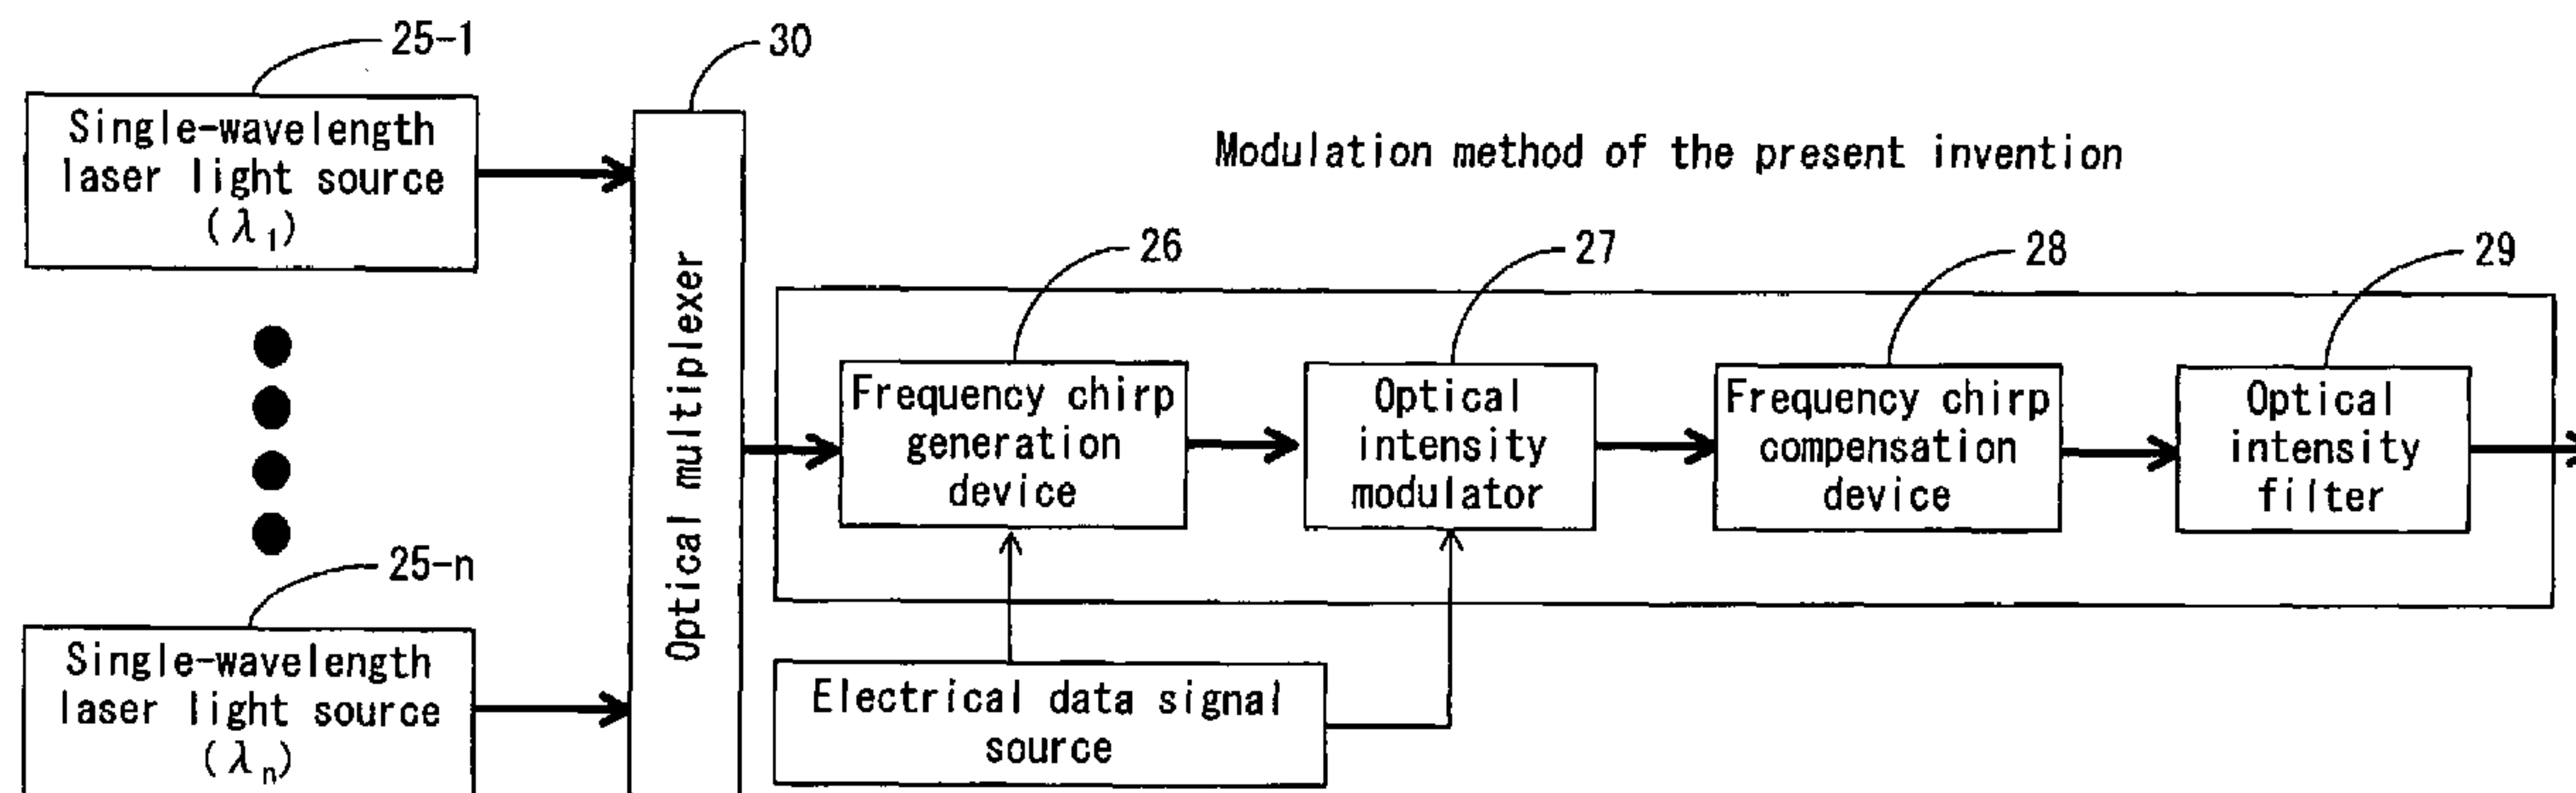 25-1
30
Single-wavelength
laser light source
(λ1)
Modulation method of the present invention
Optical multiplexer
26
27
28
29
Frequency chirp
generation
device
Optical
intensity
modulator
Frequency chirp
compensation
device
Optical
intensity
filter
25-n
Single-wavelength
laser light source
(λn)
Electrical data signal
source